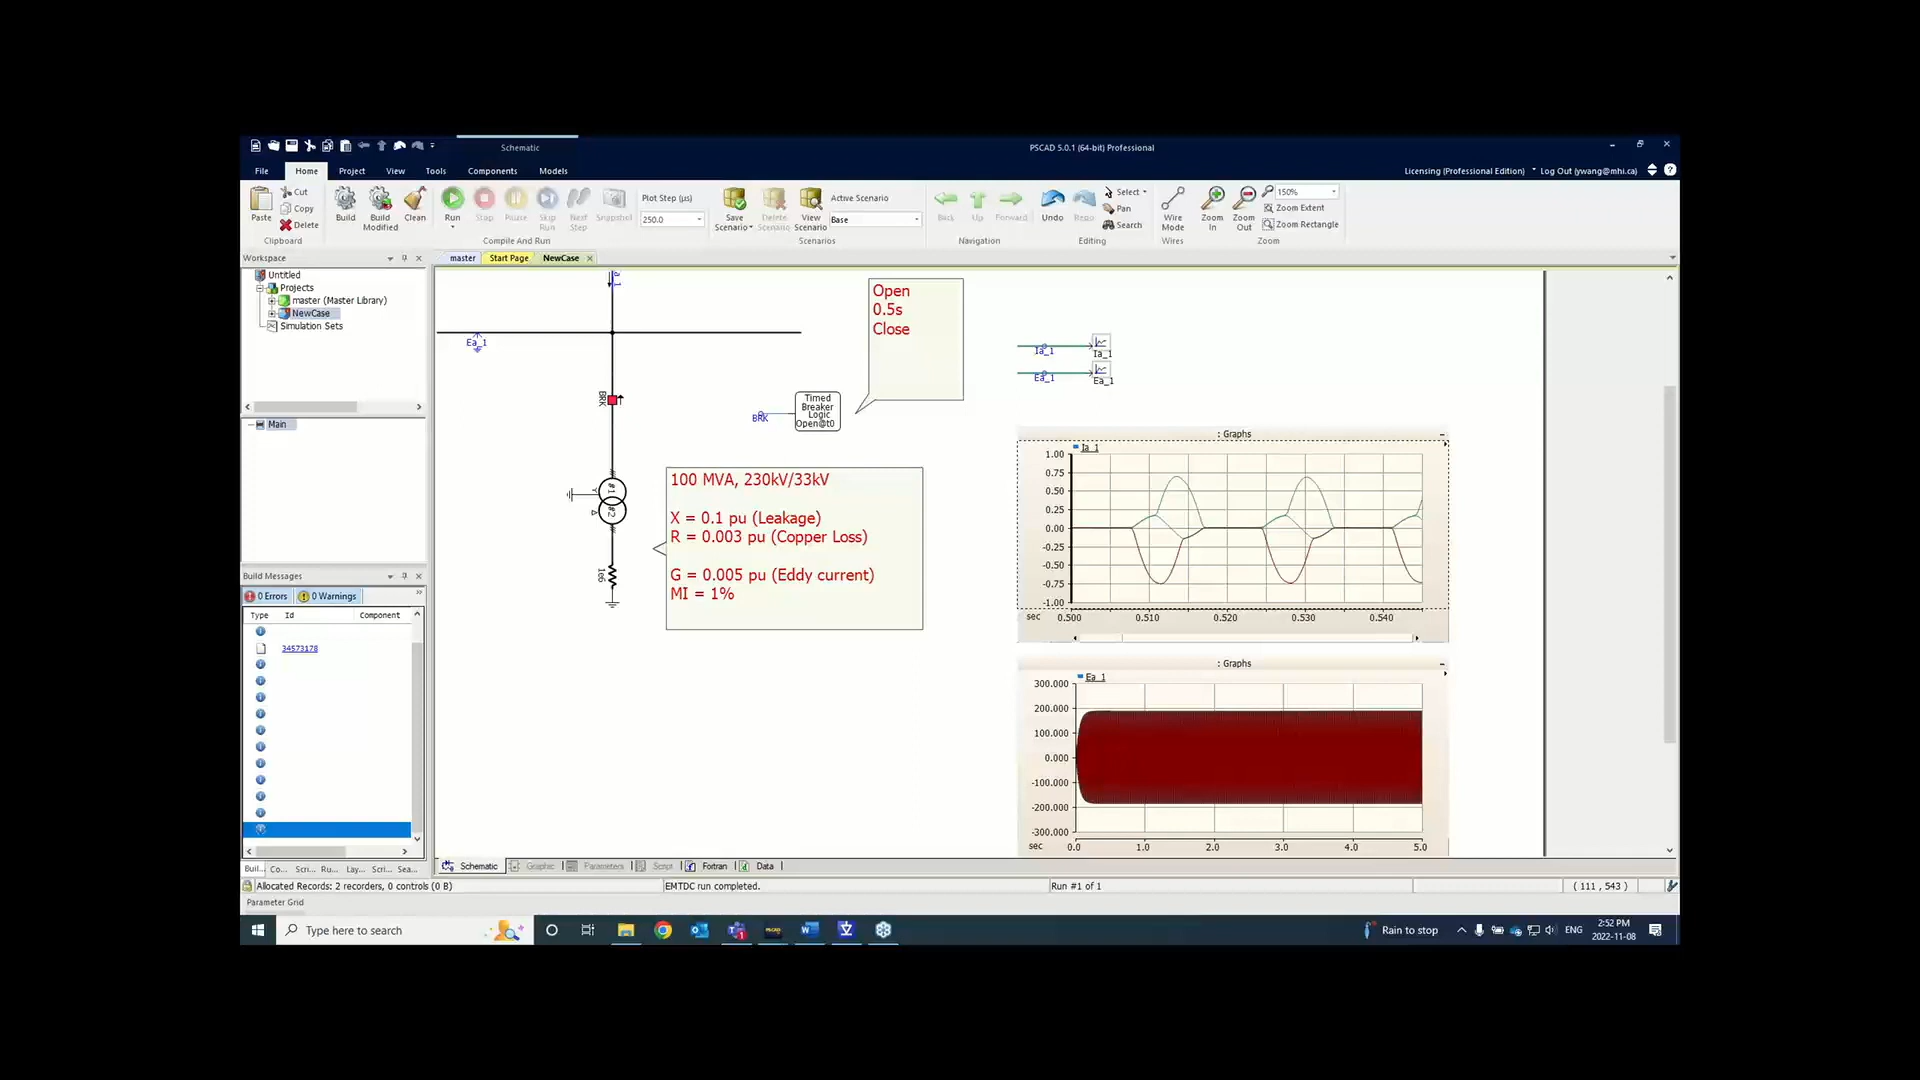 Schematic
PSCAD 5.0.1 (64-bit) Professional
File Home Project View Tools Components Models
Licensing (Professional Edition) Log Out (ywang@mhi.ca)
Paste
Cut
Copy
Delete
Clipboard
Build
Build Modified
Clean
Run
Stop
Pause
Skip Run
Next Step
Snapshot
Compile And Run
Plot Step (µs)
250.0
Save Scenario
Delete Scenario
View Scenario
Active Scenario
Base
Scenarios
Back
Up
Forward
Navigation
Undo
Redo
Select
Pan
Search
Editing
Wire Mode
Wires
Zoom In
Zoom Out
150%
Zoom Extent
Zoom Rectangle
Zoom
Workspace
master Start Page NewCase
Untitled
Projects
master (Master Library)
NewCase
Simulation Sets
Main
Build Messages
0 Errors 0 Warnings
Type Id Component
34573178
Buil... Co... Scr... Ru... Lay... Scri... Sea...
Ea_1
BRK
#1
#2
Y
Δ
1e6
BRK
Timed
Breaker
Logic
Open@t0
Open
0.5s
Close
100 MVA, 230kV/33kV
X = 0.1 pu (Leakage)
R = 0.003 pu (Copper Loss)
G = 0.005 pu (Eddy current)
MI = 1%
Ia_1 Ia_1
Ea_1 Ea_1
: Graphs
Ia_1
1.00
0.75
0.50
0.25
0.00
-0.25
-0.50
-0.75
-1.00
sec 0.500 0.510 0.520 0.530 0.540
: Graphs
Ea_1
300.000
200.000
100.000
0.000
-100.000
-200.000
-300.000
sec 0.0 1.0 2.0 3.0 4.0 5.0
Schematic Graphic Parameters Script Fortran Data
Allocated Records: 2 recorders, 0 controls (0 B)
EMTDC run completed.
Run #1 of 1
( 111 , 543 )
Parameter Grid
Type here to search
Rain to stop
ENG
2:52 PM
2022-11-08